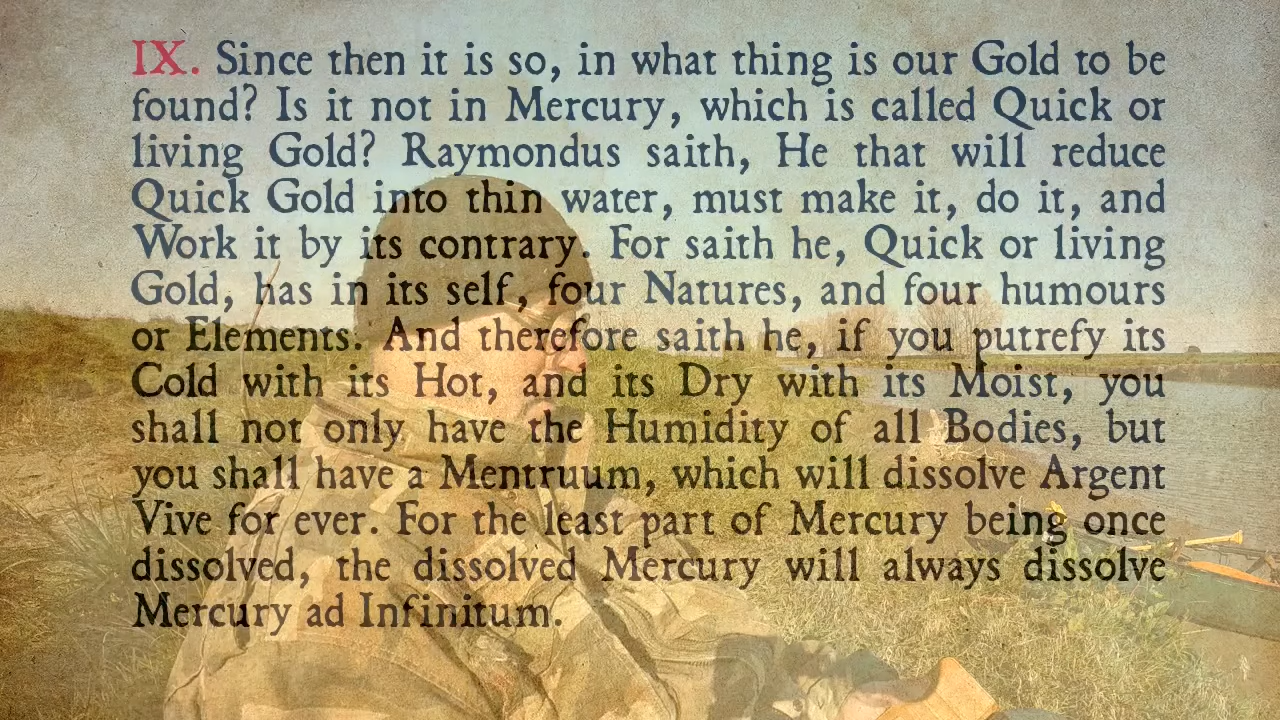 IX. Since then it is so, in what thing is our Gold to be
found? Is it not in Mercury, which is called Quick or
living Gold? Raymondus saith, He that will reduce
Quick Gold into thin water, must make it, do it, and
Work it by its contrary. For saith he, Quick or living
Gold, has in its self, four Natures, and four humours
or Elements. And therefore saith he, if you putrefy its
Cold with its Hot, and its Dry with its Moist, you
shall not only have the Humidity of all Bodies, but
you shall have a Mentruum, which will dissolve Argent
Vive for ever. For the least part of Mercury being once
dissolved, the dissolved Mercury will always dissolve
Mercury ad Infinitum.